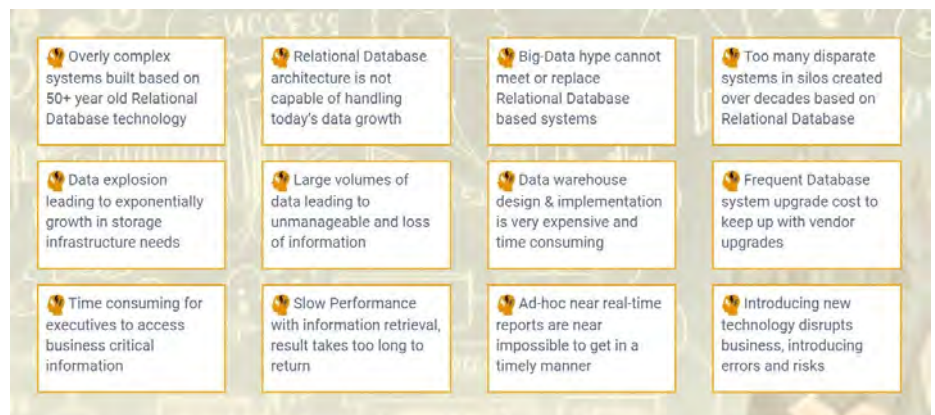 SUCCESS
Overly complex
systems built based on
50+ year old Relational
Database technology
Relational Database
architecture is not
capable of handling
today's data growth
Big-Data hype cannot
meet or replace
Relational Database
based systems
Too many disparate
systems in silos created
over decades based on
Relational Database
Data explosion
leading to exponentially
growth in storage
infrastructure needs
Large volumes of
data leading to
unmanageable and loss
of information
Data warehouse
design & implementation
is very expensive and
time consuming
Frequent Database
system upgrade cost to
keep up with vendor
upgrades
Time consuming for
executives to access
business critical
information
Slow Performance
with information retrieval,
result takes too long to
return
Ad-hoc near real-time
reports are near
impossible to get in a
timely manner
Introducing new
technology disrupts
business, introducing
errors and risks